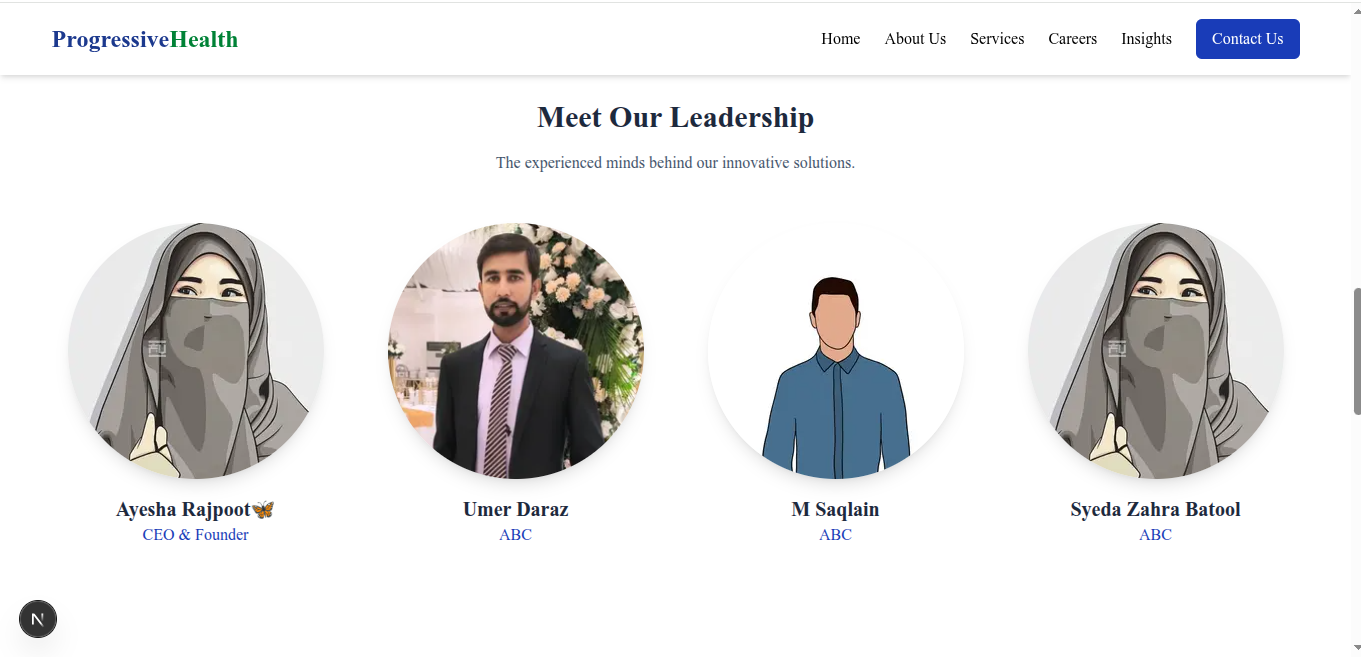 ProgressiveHealth
Home About Us Services Careers Insights Contact Us
Meet Our Leadership
The experienced minds behind our innovative solutions.
Ayesha Rajpoot🦋 Umer Daraz M Saqlain Syeda Zahra Batool
CEO & Founder ABC ABC ABC
N